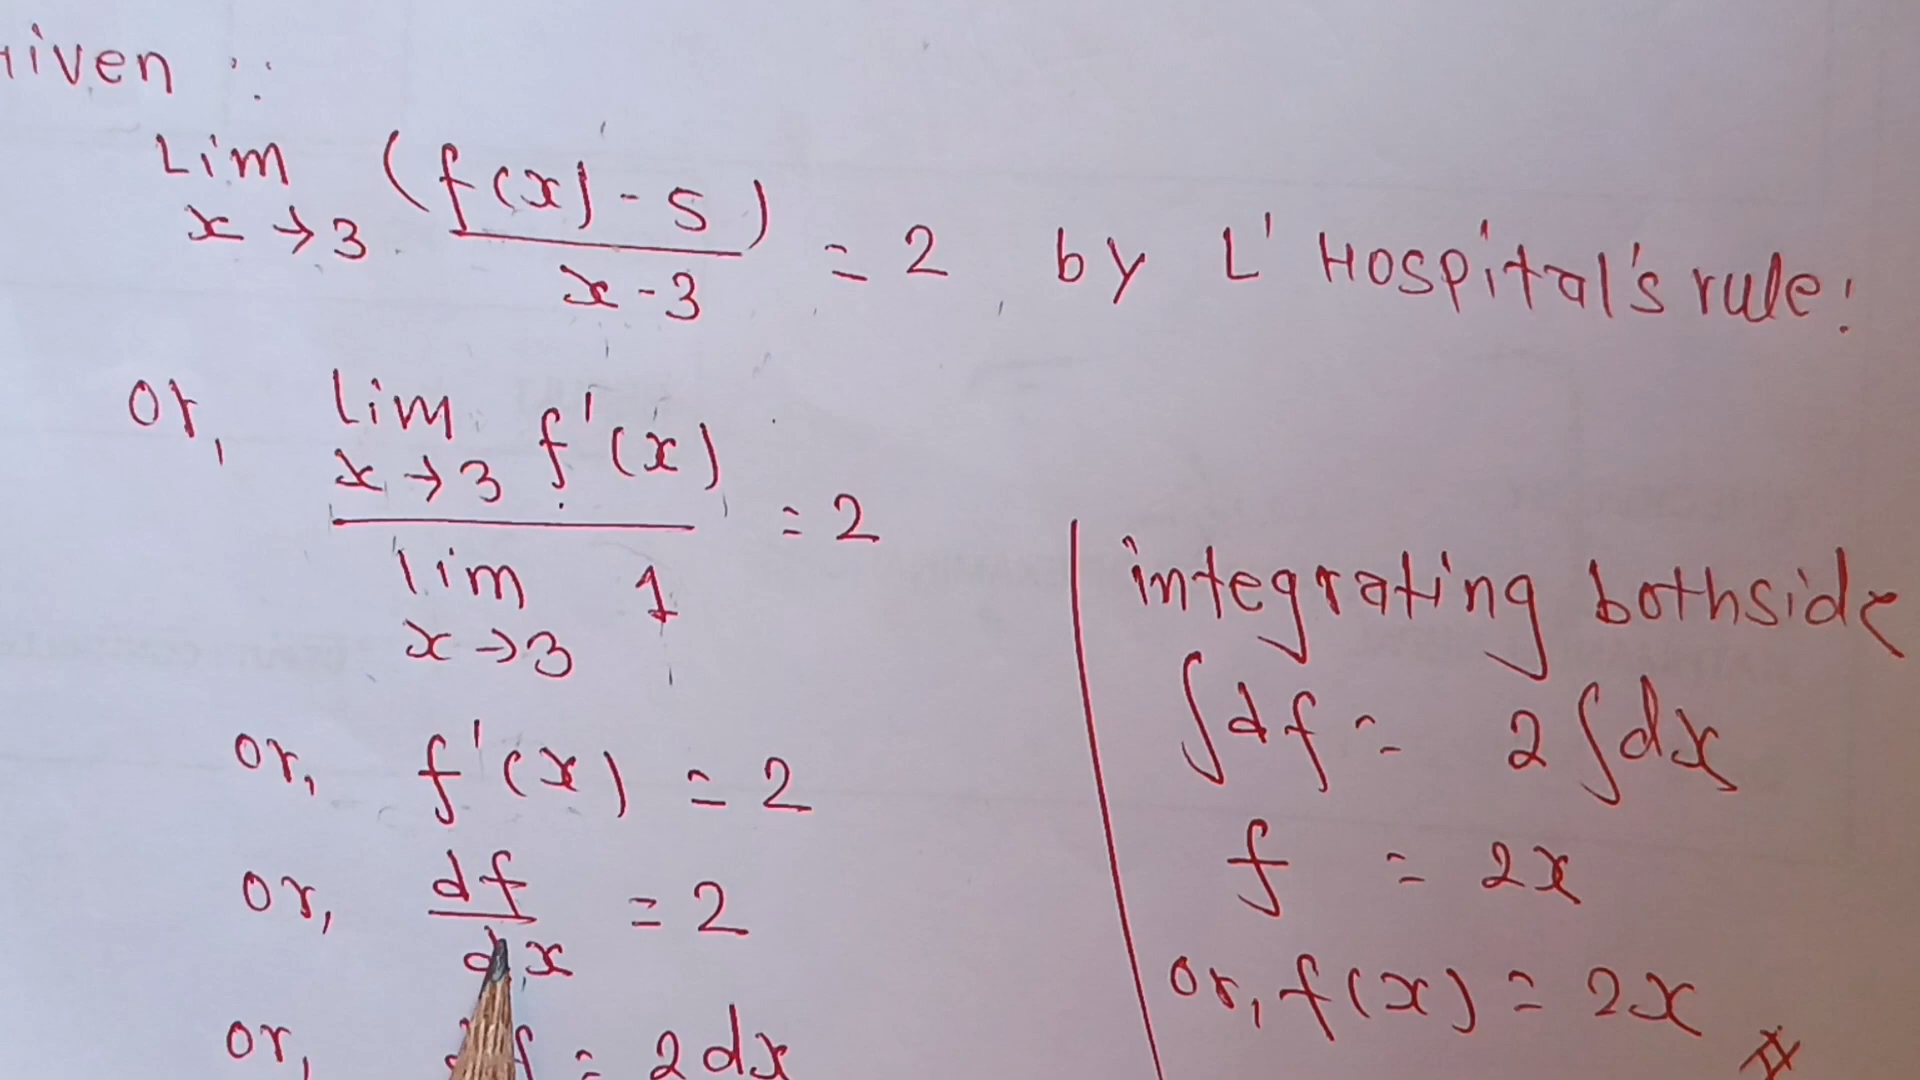 iven ::
Lim x→3 (f(x) - 5) / x - 3 = 2 by L' Hospital's rule:
or, lim x→3 f'(x) / lim x→3 1 = 2
or, f'(x) = 2
or, df/dx = 2
or, df = 2dx
integrating bothside
∫df = 2∫dx
f = 2x
or, f(x) = 2x